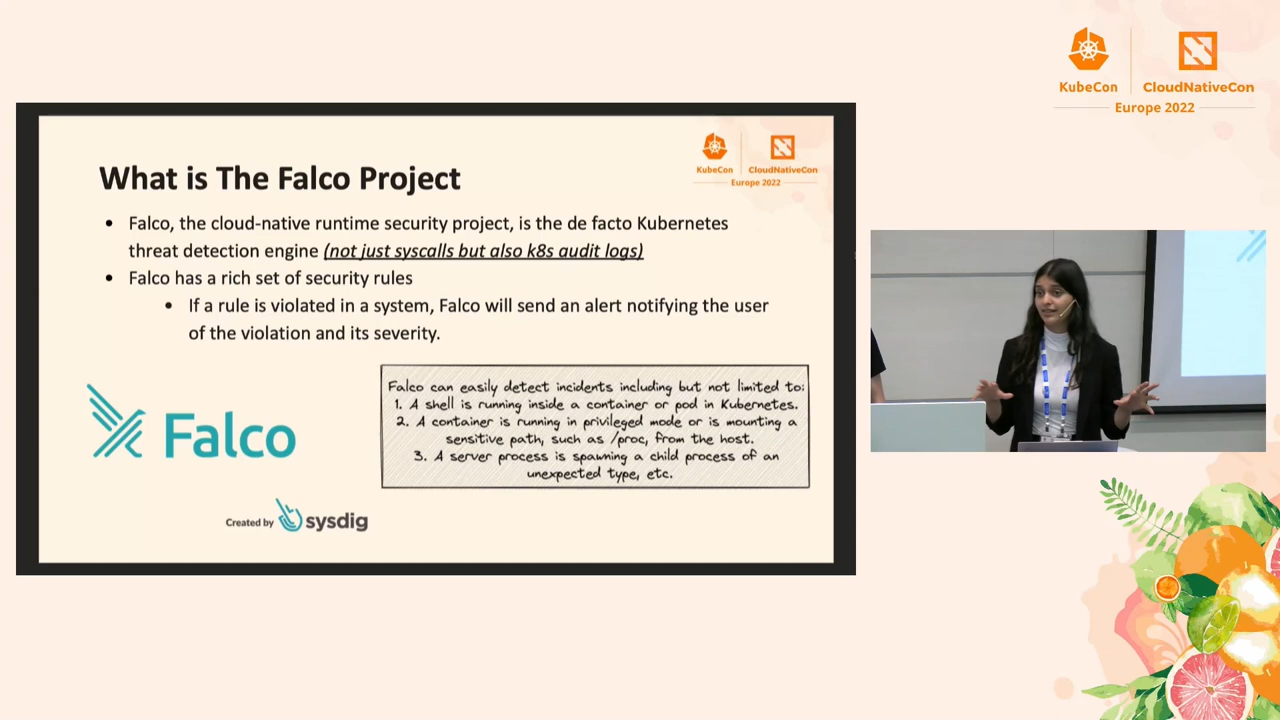 KubeCon
CloudNativeCon
Europe 2022
What is The Falco Project
KubeCon
CloudNativeCon
Europe 2022
• Falco, the cloud-native runtime security project, is the de facto Kubernetes
threat detection engine (not just syscalls but also k8s audit logs)
• Falco has a rich set of security rules
• If a rule is violated in a system, Falco will send an alert notifying the user
of the violation and its severity.
Falco can easily detect incidents including but not limited to:
1. A shell is running inside a container or pod in Kubernetes.
2. A container is running in privileged mode or is mounting a
sensitive path, such as /proc, from the host.
3. A server process is spawning a child process of an
unexpected type, etc.
Falco
Created by sysdig